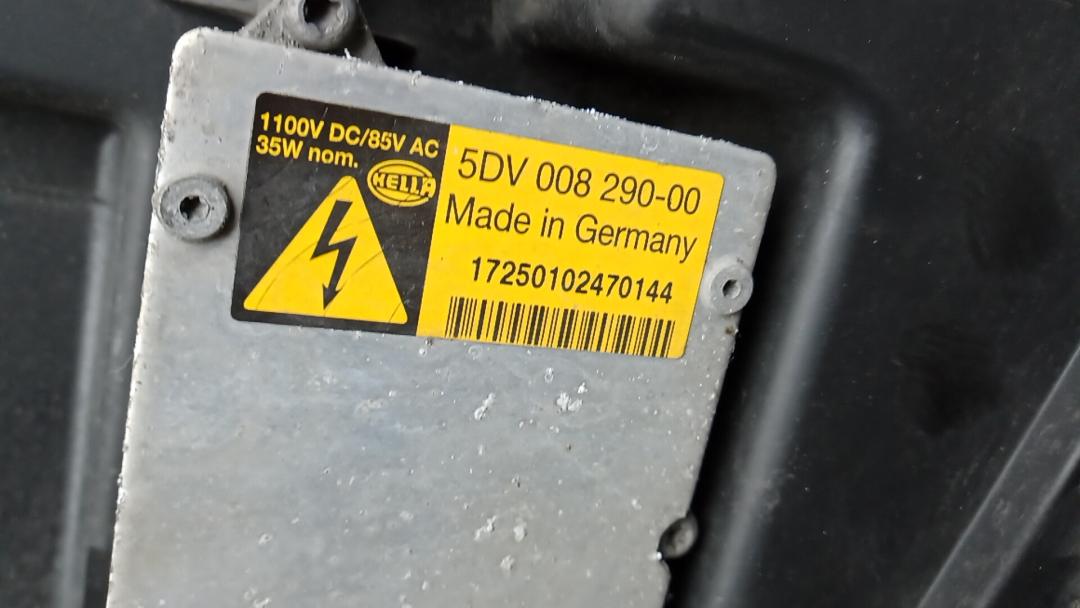 1100V DC/85V AC
35W nom.
HELLA
5DV 008 290-00
Made in Germany
17250102470144